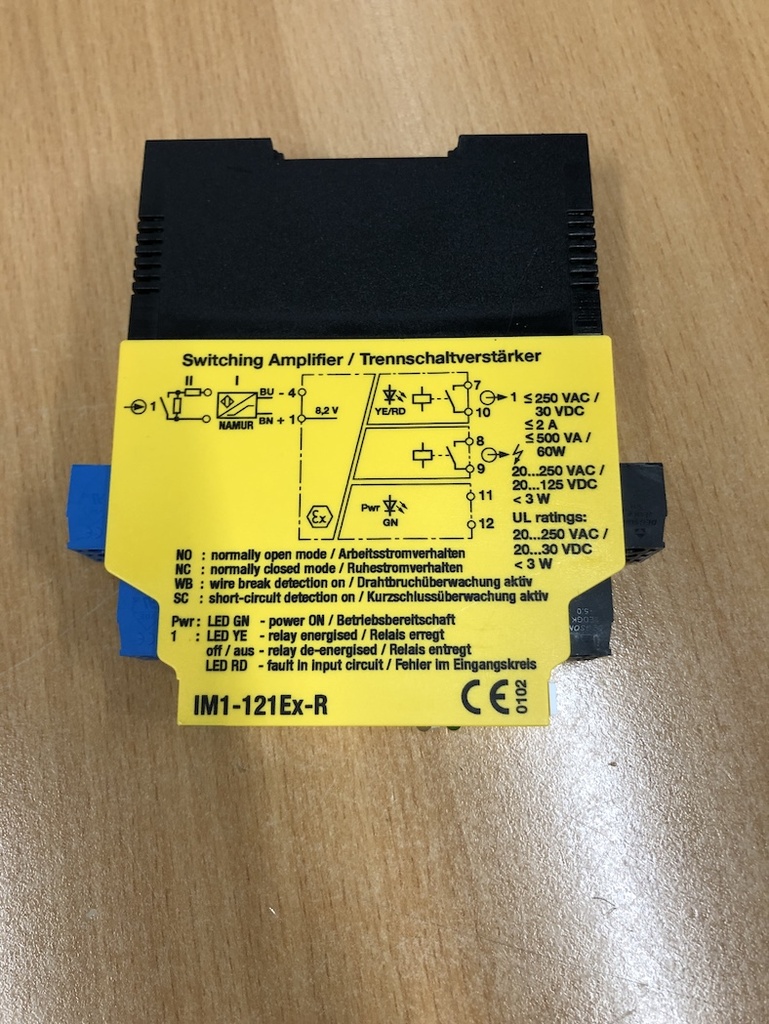 Switching Amplifier / Trennschaltverstärker
II
I
1
BU - 4
BN + 1
NAMUR
8,2 V
YE/RD
7
10
1
≤ 250 VAC /
30 VDC
≤ 2 A
≤ 500 VA /
60W
8
9
20...250 VAC /
20...125 VDC
< 3 W
Ex
Pwr
GN
11
12
UL ratings:
20...250 VAC /
20...30 VDC
< 3 W
NO : normally open mode / Arbeitsstromverhalten
NC : normally closed mode / Ruhestromverhalten
WB : wire break detection on / Drahtbruchüberwachung aktiv
SC : short-circuit detection on / Kurzschlussüberwachung aktiv
Pwr : LED GN - power ON / Betriebsbereitschaft
1 : LED YE - relay energised / Relais erregt
off / aus - relay de-energised / Relais entregt
LED RD - fault in input circuit / Fehler im Eingangskreis
IM1-121Ex-R
CE
0102